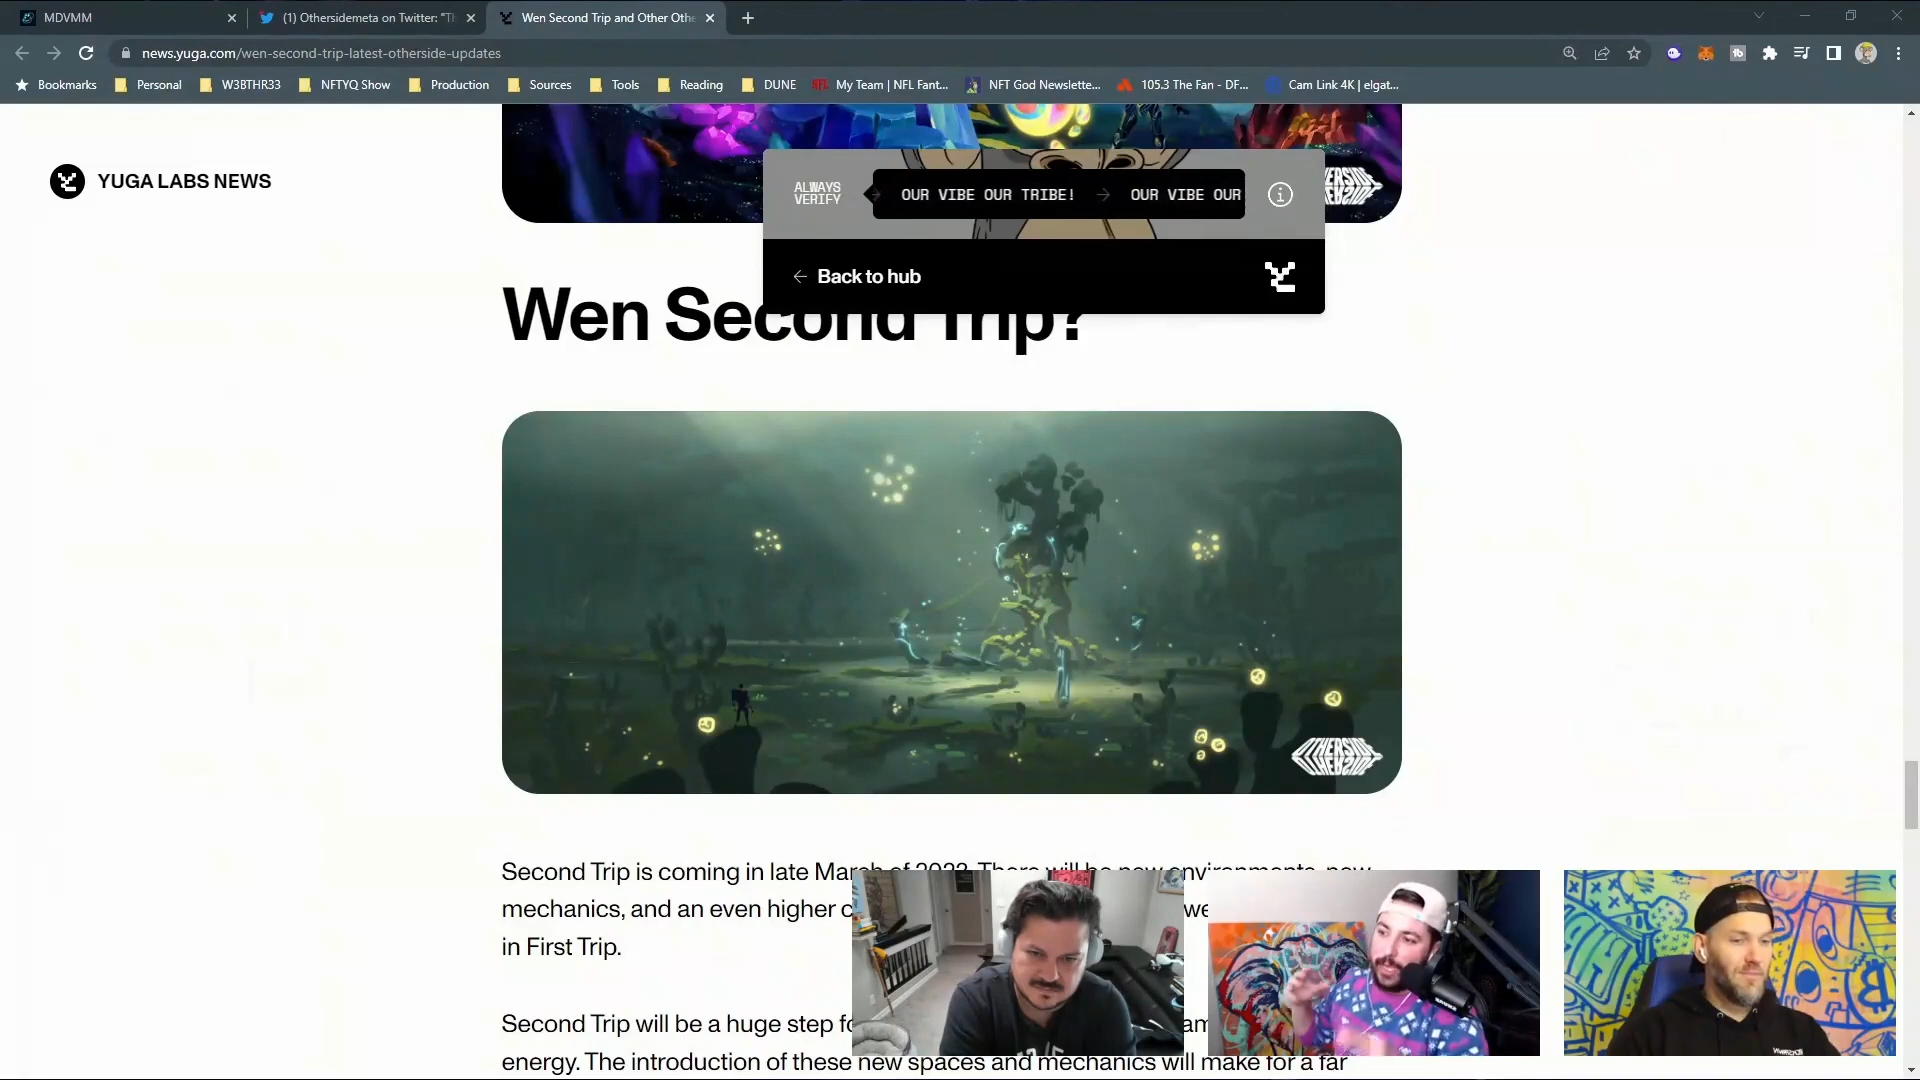 MDVMM
(1) Othersidemeta on Twitter: "Th
Wen Second Trip and Other Othe
news.yuga.com/wen-second-trip-latest-otherside-updates
Bookmarks
Personal
W3BTHR33
NFTYQ Show
Production
Sources
Tools
Reading
DUNE
My Team | NFL Fant...
NFT God Newslette...
105.3 The Fan - DF...
Cam Link 4K | elgat...
YUGA LABS NEWS
ALWAYS
VERIFY
OUR VIBE OUR TRIBE!
OUR VIBE OUR
Back to hub
Wen Second Trip?
OTHERSIDE
Second Trip is coming in late March of 2023. There will be new environments, new
mechanics, and an even higher c
we
in First Trip.
Second Trip will be a huge step fo
am
energy. The introduction of these new spaces and mechanics will make for a far